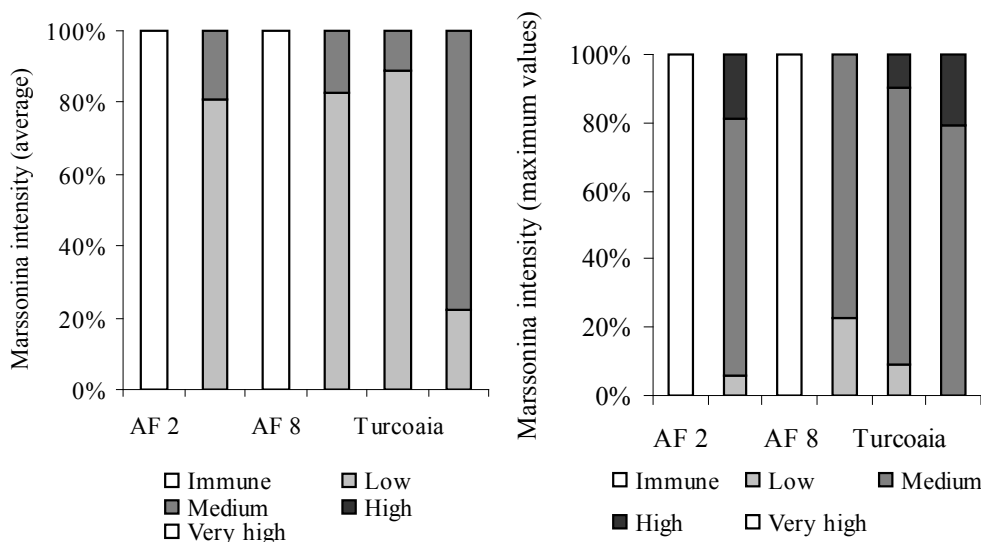 Marssonina intensity (average)
100%
80%
60%
40%
20%
0%
AF 2 AF 8 Turcoaia
Immune Low
Medium High
Very high
Marssonina intensity (maximum values)
100%
80%
60%
40%
20%
0%
AF 2 AF 8 Turcoaia
Immune Low Medium
High Very high